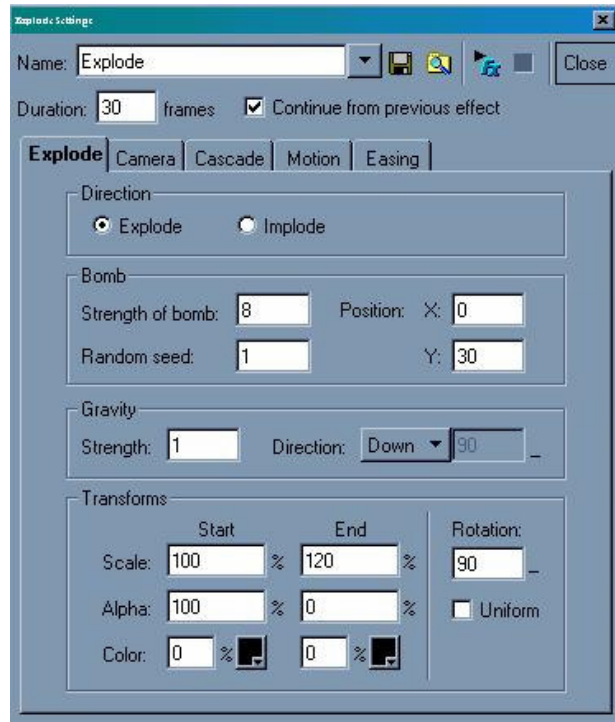 Explode Settings
Name: Explode Fx Close
Duration: 30 frames Continue from previous effect
Explode Camera Cascade Motion Easing
Direction
Explode Implode
Bomb
Strength of bomb: 8 Position: X: 0
Random seed: 1 Y: 30
Gravity
Strength: 1 Direction: Down 90 _
Transforms
Start End Rotation:
Scale: 100 % 120 % 90 _
Alpha: 100 % 0 % Uniform
Color: 0 % 0 %